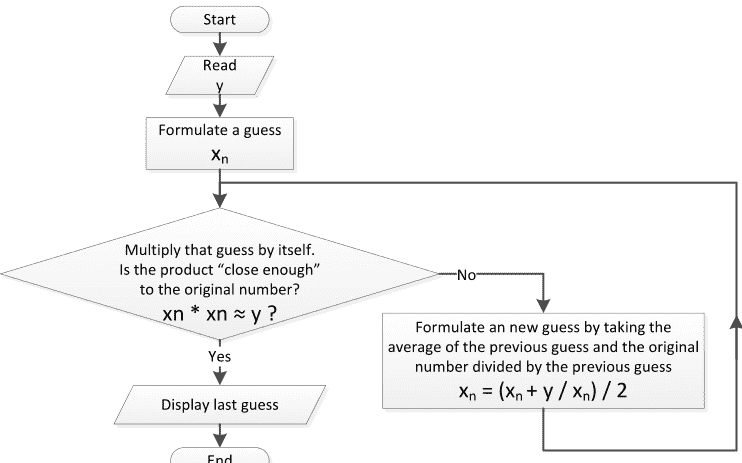 Start
Read
y
Formulate a guess
xn
Multiply that guess by itself.
Is the product “close enough”
to the original number?
xn * xn ≈ y ?
No
Formulate an new guess by taking the
average of the previous guess and the original
number divided by the previous guess
xn = (xn + y / xn) / 2
Yes
Display last guess
End